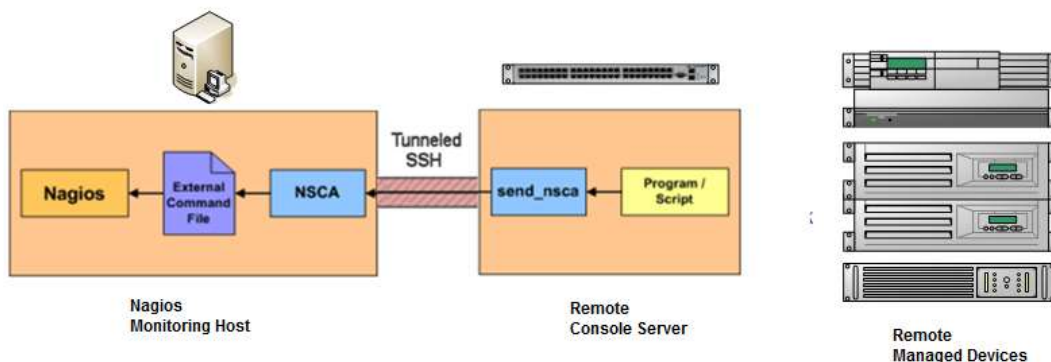 Tunneled
SSH
Nagios
External
Command
File
NSCA
send_nsca
Program /
Script
Nagios
Monitoring Host
Remote
Console Server
Remote
Managed Devices